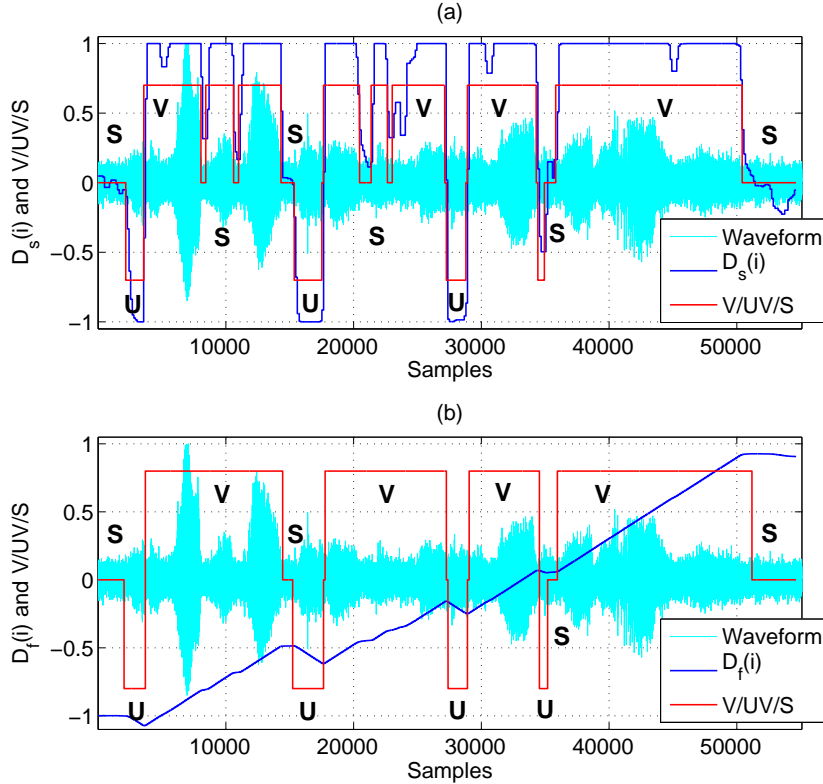 (a)
D_s(i) and V/UV/S
1
0.5
0
−0.5
−1
S V S V V V S
S S S
U U U
10000 20000 30000 40000 50000
Samples
Waveform
D_s(i)
V/UV/S
(b)
D_f(i) and V/UV/S
1
0.5
0
−0.5
−1
S V S V V V S
S
U U U U
10000 20000 30000 40000 50000
Samples
Waveform
D_f(i)
V/UV/S